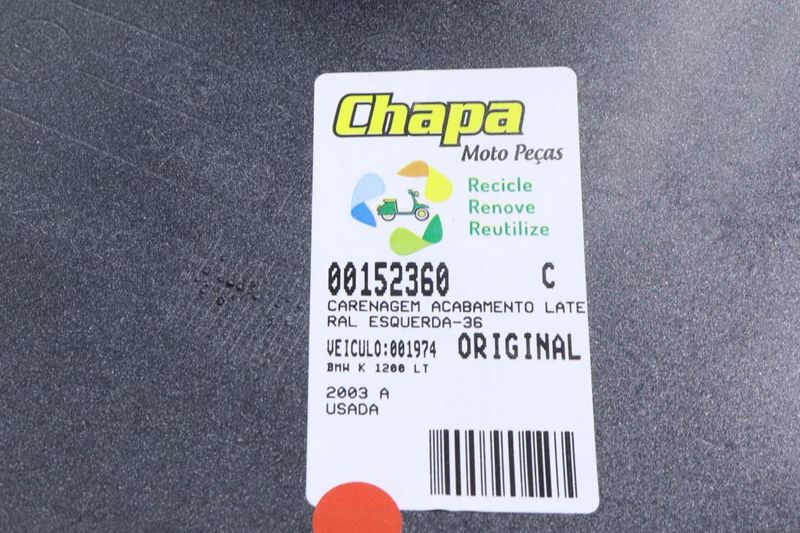 Chapa
Moto Peças
Recicle
Renove
Reutilize
00152360 C
CARENAGEM ACABAMENTO LATE
RAL ESQUERDA-36
VEICULO:001974 ORIGINAL
BMW K 1200 LT
2003 A
USADA